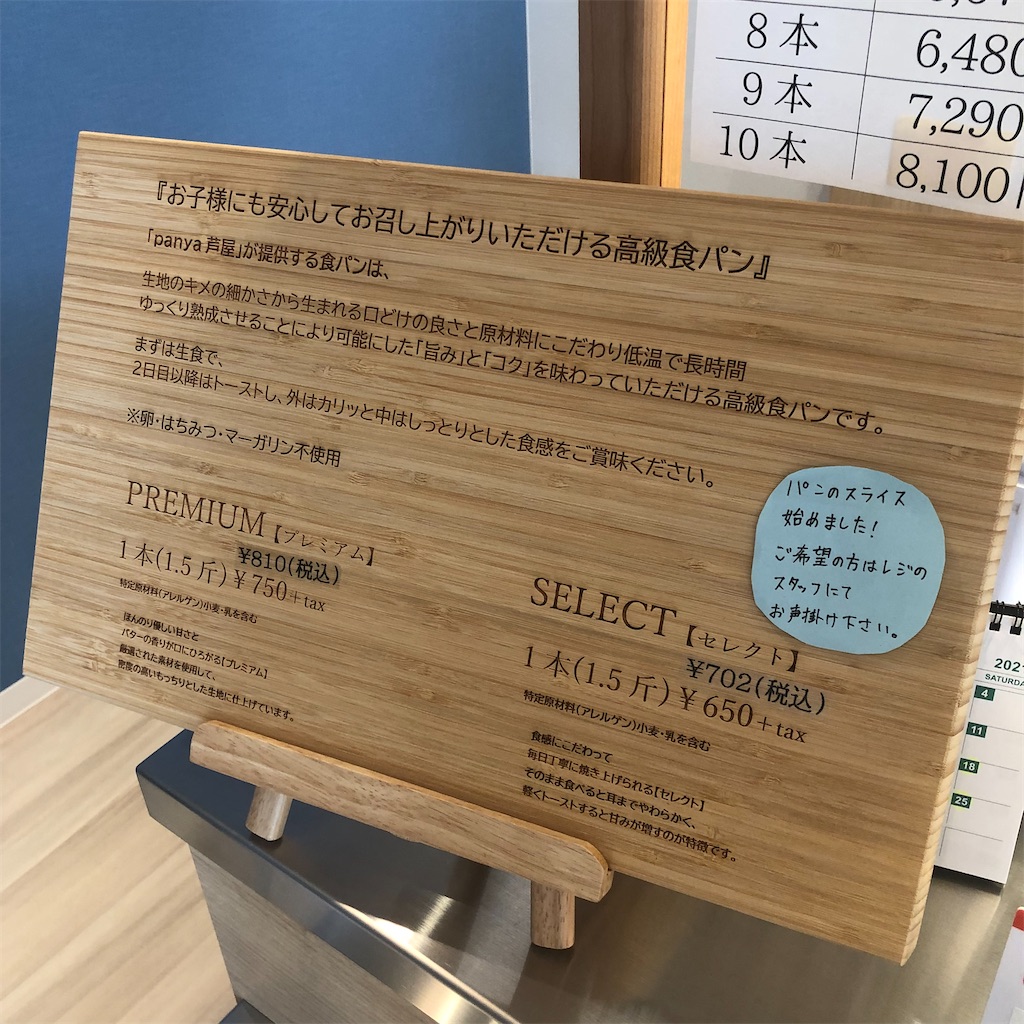 8本 6,480
9本 7,290
10本 8,100円
『お子様にも安心してお召し上がりいただける高級食パン』
「panya 芦屋」が提供する食パンは、
生地のキメの細かさから生まれる口どけの良さと原材料にこだわり低温で長時間
ゆっくり熟成させることにより可能にした「旨み」と「コク」を味わっていただける高級食パンです。
まずは生食で、
2日目以降はトーストし、外はカリッと中はしっとりとした食感をご賞味ください。
※卵・はちみつ・マーガリン不使用
PREMIUM【プレミアム】
¥810(税込)
1本(1.5斤)¥750+tax
特定原材料(アレルゲン)小麦・乳を含む
ほんのり優しい甘さと
バターの香りが口にひろがる【プレミアム】
厳選された素材を使用して、
密度の高いもっちりとした生地に仕上げています。
SELECT【セレクト】
¥702(税込)
1本(1.5斤)¥650+tax
特定原材料(アレルゲン)小麦・乳を含む
食感にこだわって
毎日丁寧に焼き上げられる【セレクト】
そのまま食べると耳までやわらかく、
軽くトーストすると甘みが増すのが特徴です。
パンのスライス
始めました!
ご希望の方はレジの
スタッフにて
お声掛け下さい。
202
SATURDA
4
11
18
25